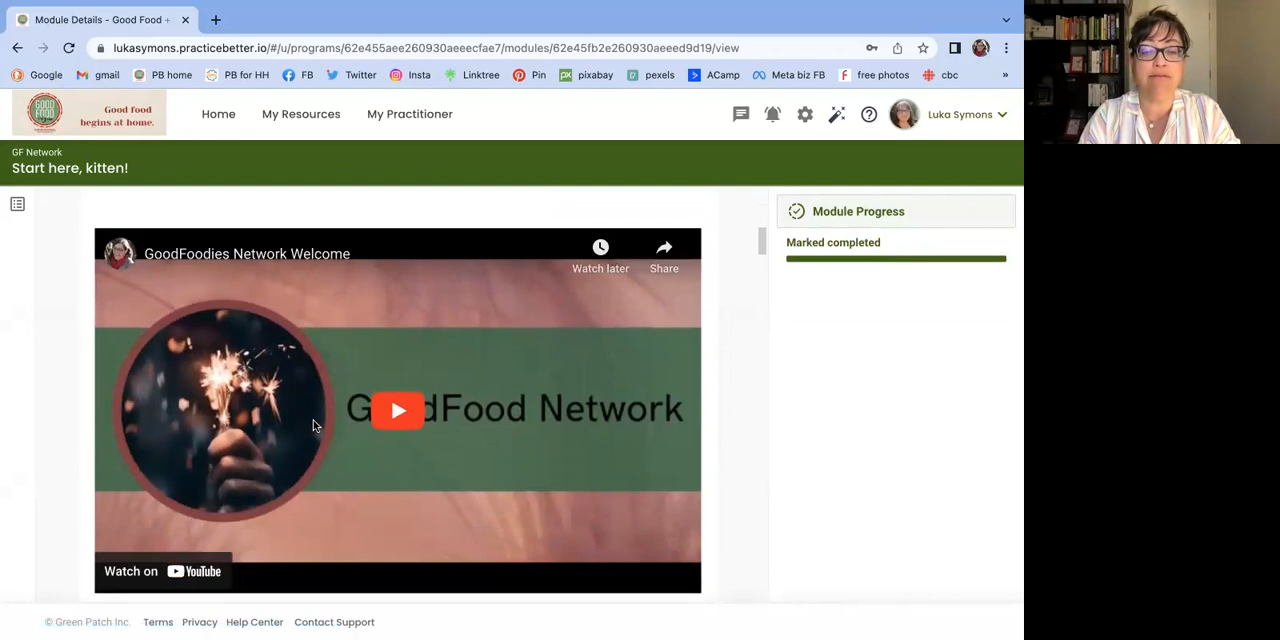 Module Details - Good Food +
lukasymons.practicebetter.io/#/u/programs/62e455aee260930aececfae7/modules/62e45fb2e260930aeeed9d19/view
Google gmail PB home PB for HH FB Twitter Insta Linktree Pin pixabay pexels ACamp Meta biz FB free photos cbc »
GOOD
FOOD
Good food
begins at home.
Home My Resources My Practitioner Luka Symons
GF Network
Start here, kitten!
Module Progress
Marked completed
GoodFoodies Network Welcome
Watch later Share
GoodFood Network
Watch on YouTube
© Green Patch Inc. Terms Privacy Help Center Contact Support